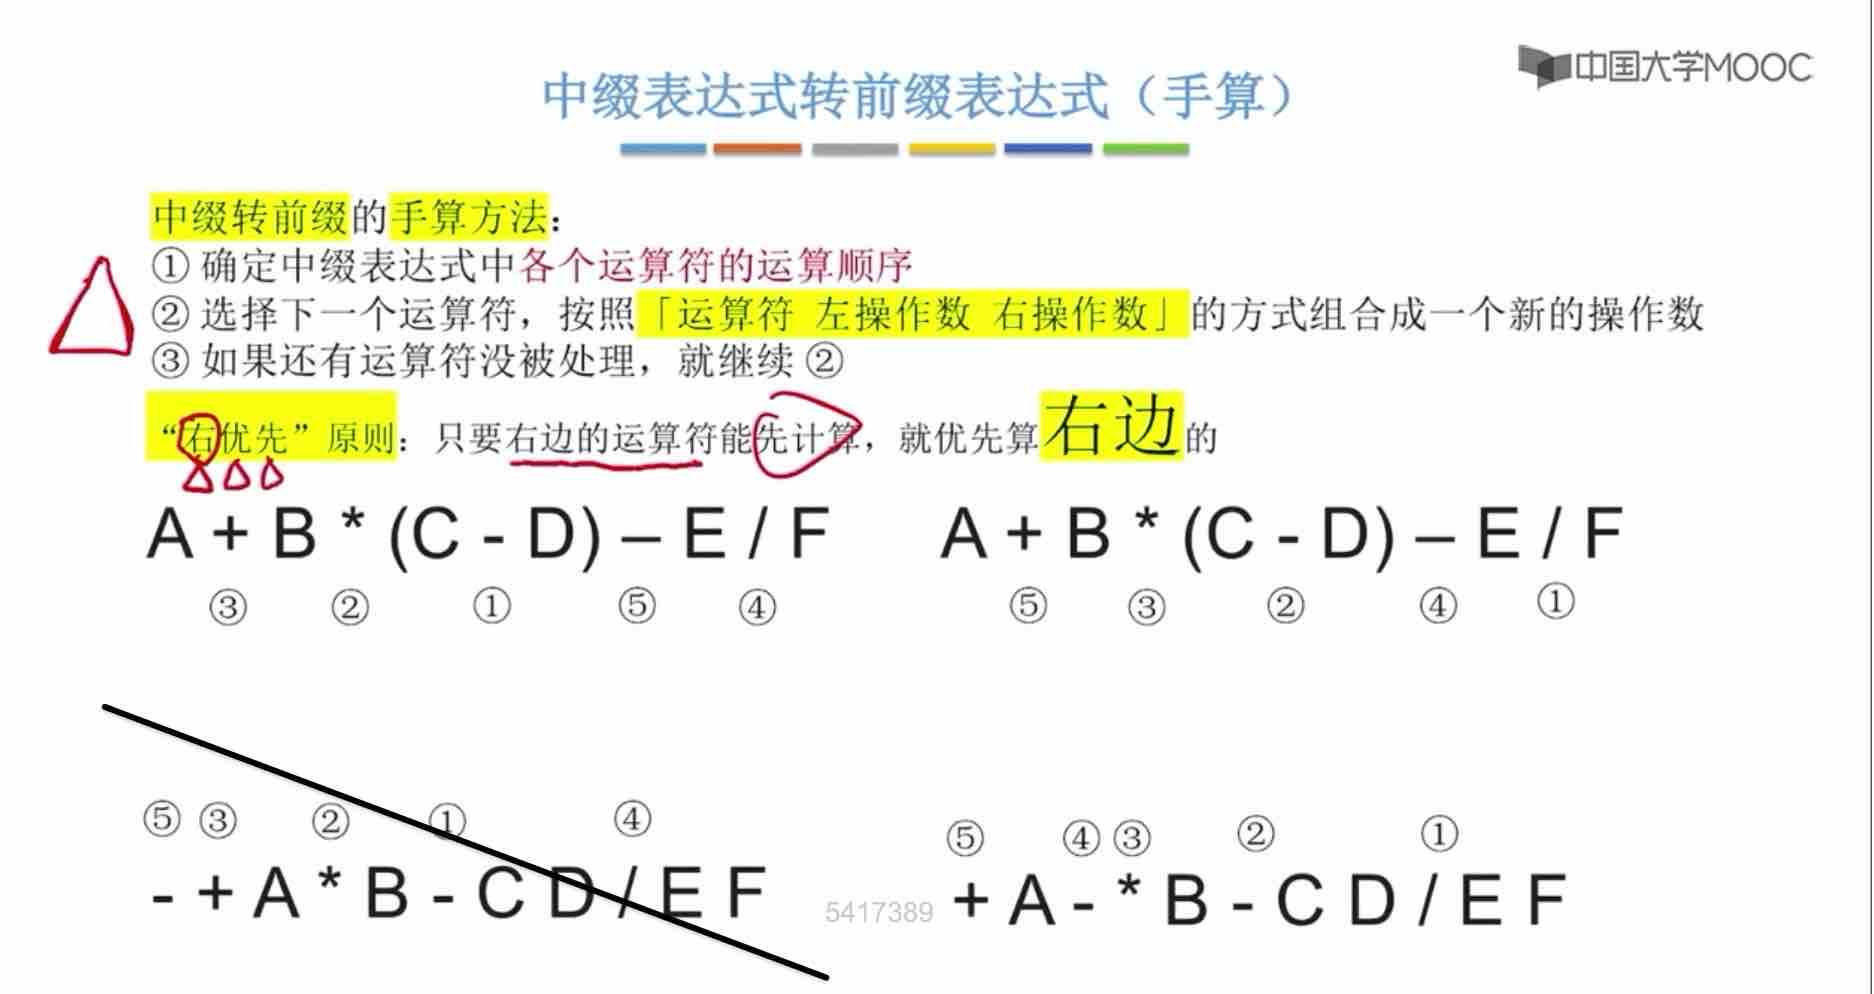 中国大学MOOC
中缀表达式转前缀表达式（手算）
中缀转前缀的手算方法：
① 确定中缀表达式中各个运算符的运算顺序
② 选择下一个运算符，按照「运算符 左操作数 右操作数」的方式组合成一个新的操作数
③ 如果还有运算符没被处理，就继续 ②
“右优先”原则：只要右边的运算符能先计算，就优先算右边的
A + B * (C - D) – E / F
③ ② ① ⑤ ④
A + B * (C - D) – E / F
⑤ ③ ② ④ ①
⑤ ③ ② ① ④
- + A * B - C D / E F
5417389
⑤ ④ ③ ② ①
+ A - * B - C D / E F